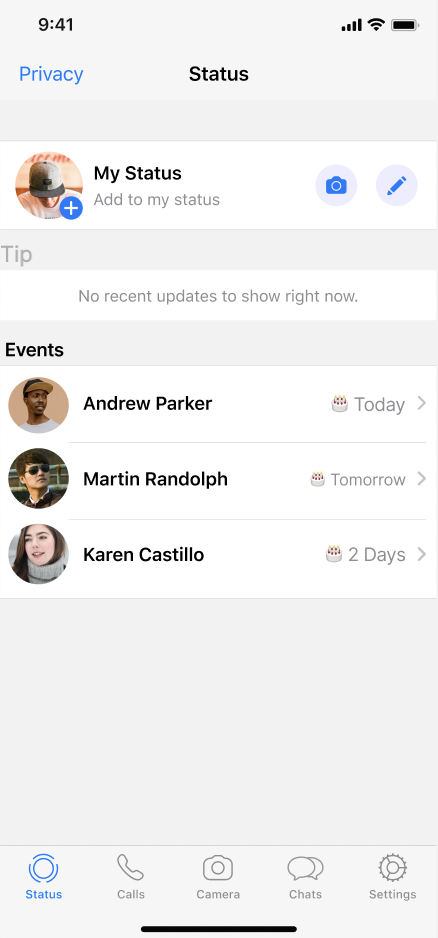 9:41
Privacy
Status
My Status
Add to my status
Tip
No recent updates to show right now.
Events
Andrew Parker
Today
Martin Randolph
Tomorrow
Karen Castillo
2 Days
Status
Calls
Camera
Chats
Settings